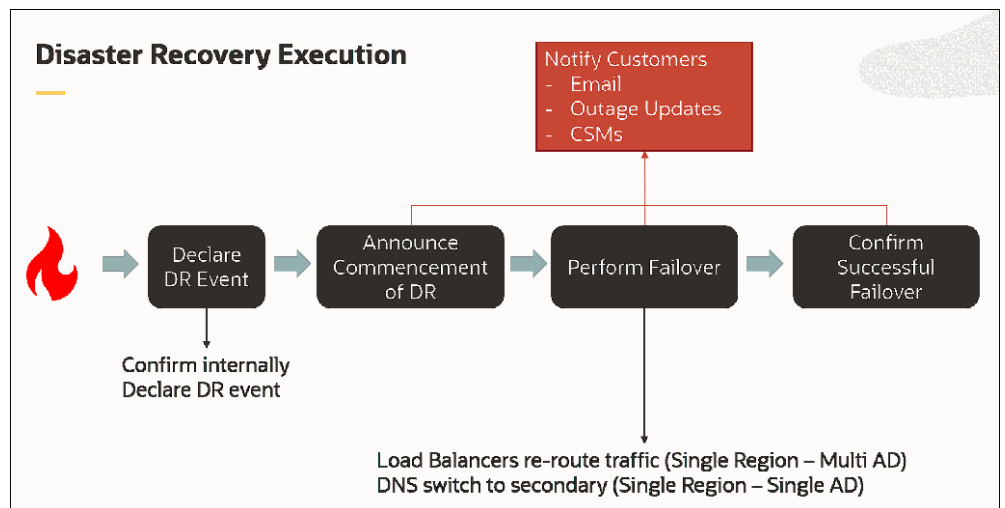 Disaster Recovery Execution
Notify Customers
- Email
- Outage Updates
- CSMs
Declare
DR Event
Announce
Commencement
of DR
Perform Failover
Confirm
Successful
Failover
Confirm internally
Declare DR event
Load Balancers re-route traffic (Single Region – Multi AD)
DNS switch to secondary (Single Region – Single AD)